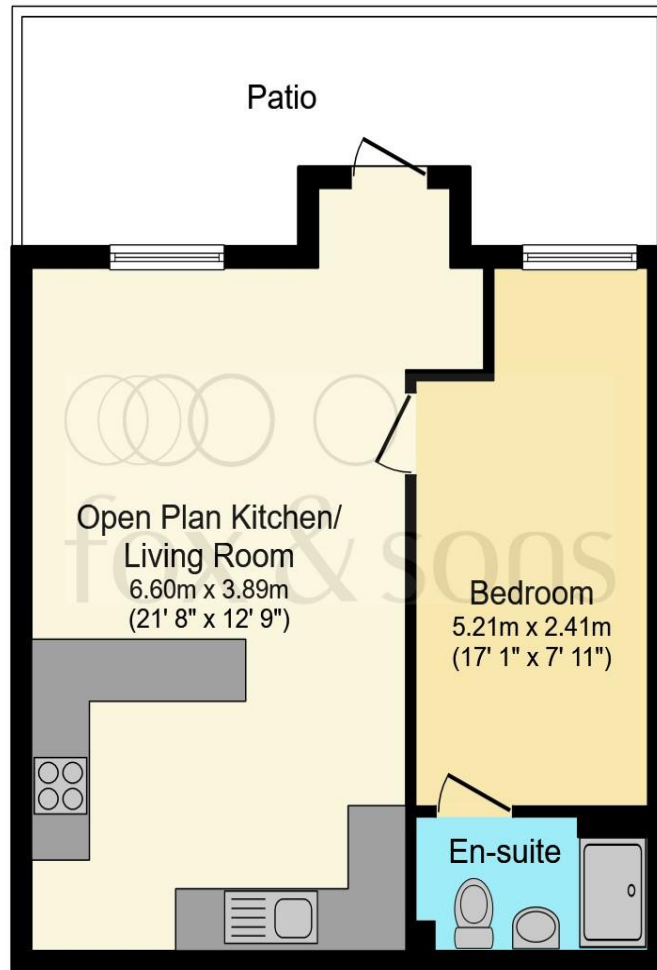 Patio
Open Plan Kitchen/
Living Room
6.60m x 3.89m
(21' 8" x 12' 9")
Bedroom
5.21m x 2.41m
(17' 1" x 7' 11")
En-suite
fox & sons